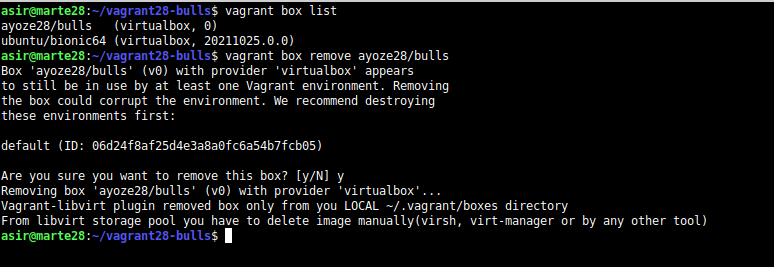 asir@marte28:~/vagrant28-bulls$ vagrant box list
ayoze28/bulls   (virtualbox, 0)
ubuntu/bionic64 (virtualbox, 20211025.0.0)
asir@marte28:~/vagrant28-bulls$ vagrant box remove ayoze28/bulls
Box 'ayoze28/bulls' (v0) with provider 'virtualbox' appears
to still be in use by at least one Vagrant environment. Removing
the box could corrupt the environment. We recommend destroying
these environments first:

default (ID: 06d24f8af25d4e3a8a0fc6a54b7fcb05)

Are you sure you want to remove this box? [y/N] y
Removing box 'ayoze28/bulls' (v0) with provider 'virtualbox'...
Vagrant-libvirt plugin removed box only from you LOCAL ~/.vagrant/boxes directory
From libvirt storage pool you have to delete image manually(virsh, virt-manager or by any other tool)
asir@marte28:~/vagrant28-bulls$